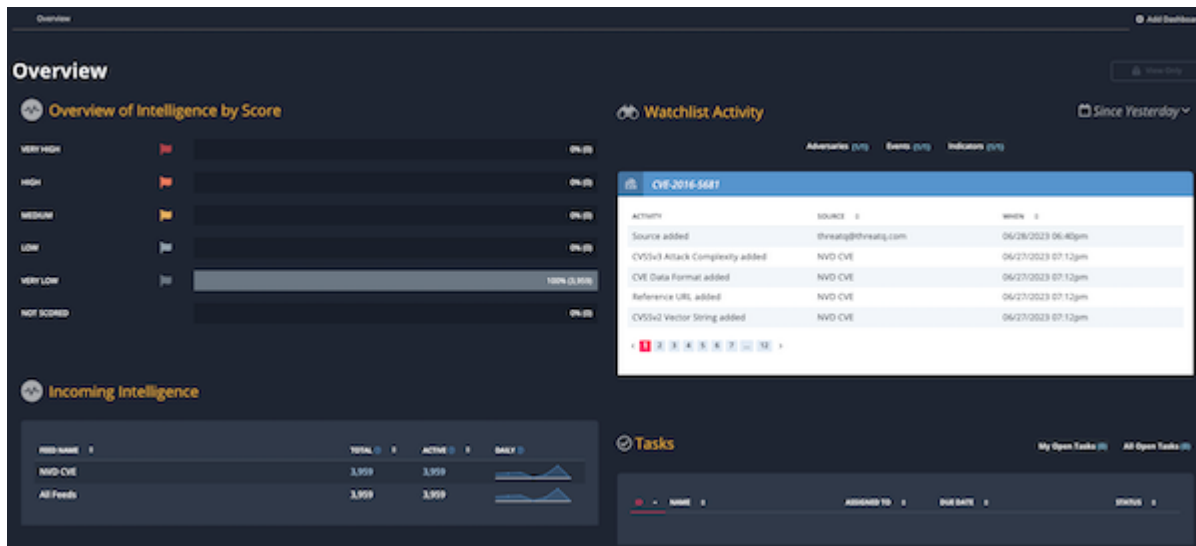 Overview
Add Dashboar
Overview
View Only
Overview of Intelligence by Score
VERY HIGH 0% (0)
HIGH 0% (0)
MEDIUM 0% (0)
LOW 0% (0)
VERY LOW 100% (3,959)
NOT SCORED 0% (0)
Incoming Intelligence
FEED NAME TOTAL ACTIVE DAILY
NVD CVE 3,959 3,959
All Feeds 3,959 3,959
Watchlist Activity
Since Yesterday
Adversaries Events Indicators
CVE-2016-5681
ACTIVITY SOURCE WHEN
Source added threatq@threatq.com 06/28/2023 06:40pm
CVSSv3 Attack Complexity added NVD CVE 06/27/2023 07:12pm
CVE Data Format added NVD CVE 06/27/2023 07:12pm
Reference URL added NVD CVE 06/27/2023 07:12pm
CVSSv2 Vector String added NVD CVE 06/27/2023 07:12pm
‹ 1 2 3 4 5 6 7 ... 12 ›
Tasks
My Open Tasks (0) All Open Tasks (0)
ID NAME ASSIGNED TO DUE DATE STATUS